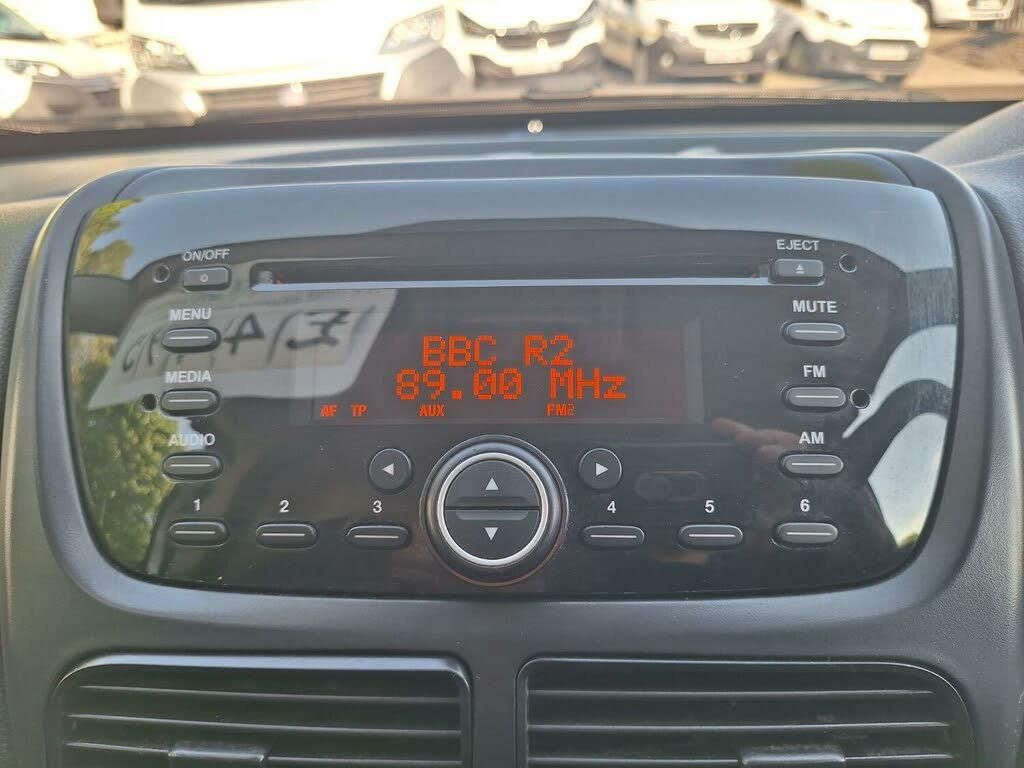 ON/OFF
EJECT
MENU
MUTE
MEDIA
FM
AUDIO
AM
BBC R2
89.00 MHz
AF TP AUX FM2
1 2 3 4 5 6